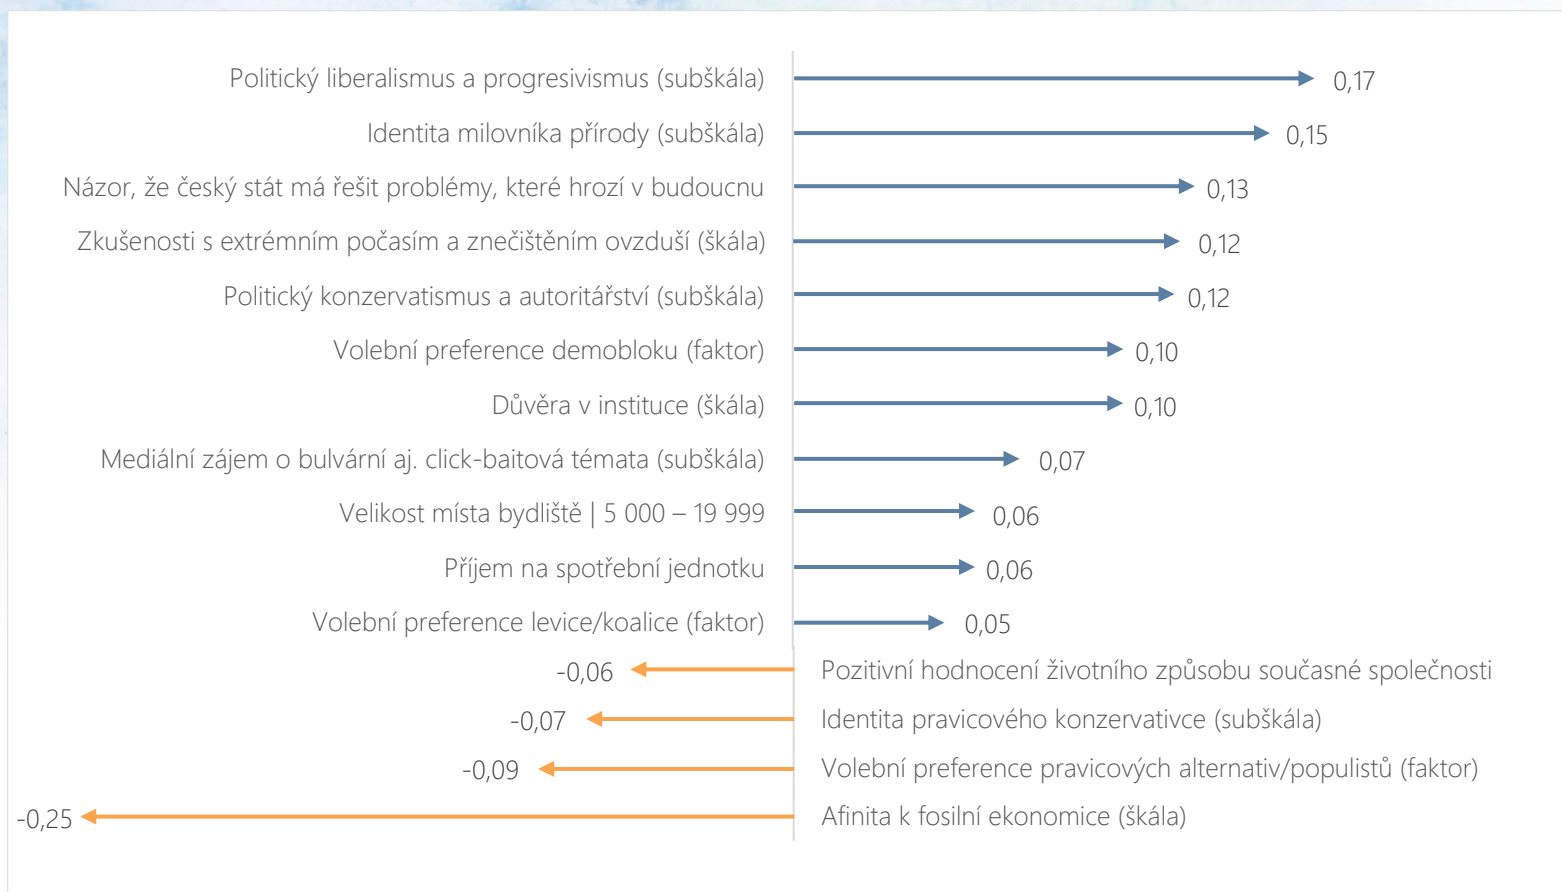 Politický liberalismus a progresivismus (subškála) 0,17
Identita milovníka přírody (subškála) 0,15
Názor, že český stát má řešit problémy, které hrozí v budoucnu 0,13
Zkušenosti s extrémním počasím a znečištěním ovzduší (škála) 0,12
Politický konzervatismus a autoritářství (subškála) 0,12
Volební preference demobloku (faktor) 0,10
Důvěra v instituce (škála) 0,10
Mediální zájem o bulvární aj. click-baitová témata (subškála) 0,07
Velikost místa bydliště | 5 000 – 19 999 0,06
Příjem na spotřební jednotku 0,06
Volební preference levice/koalice (faktor) 0,05
-0,06 Pozitivní hodnocení životního způsobu současné společnosti
-0,07 Identita pravicového konzervativce (subškála)
-0,09 Volební preference pravicových alternativ/populistů (faktor)
-0,25 Afinita k fosilní ekonomice (škála)